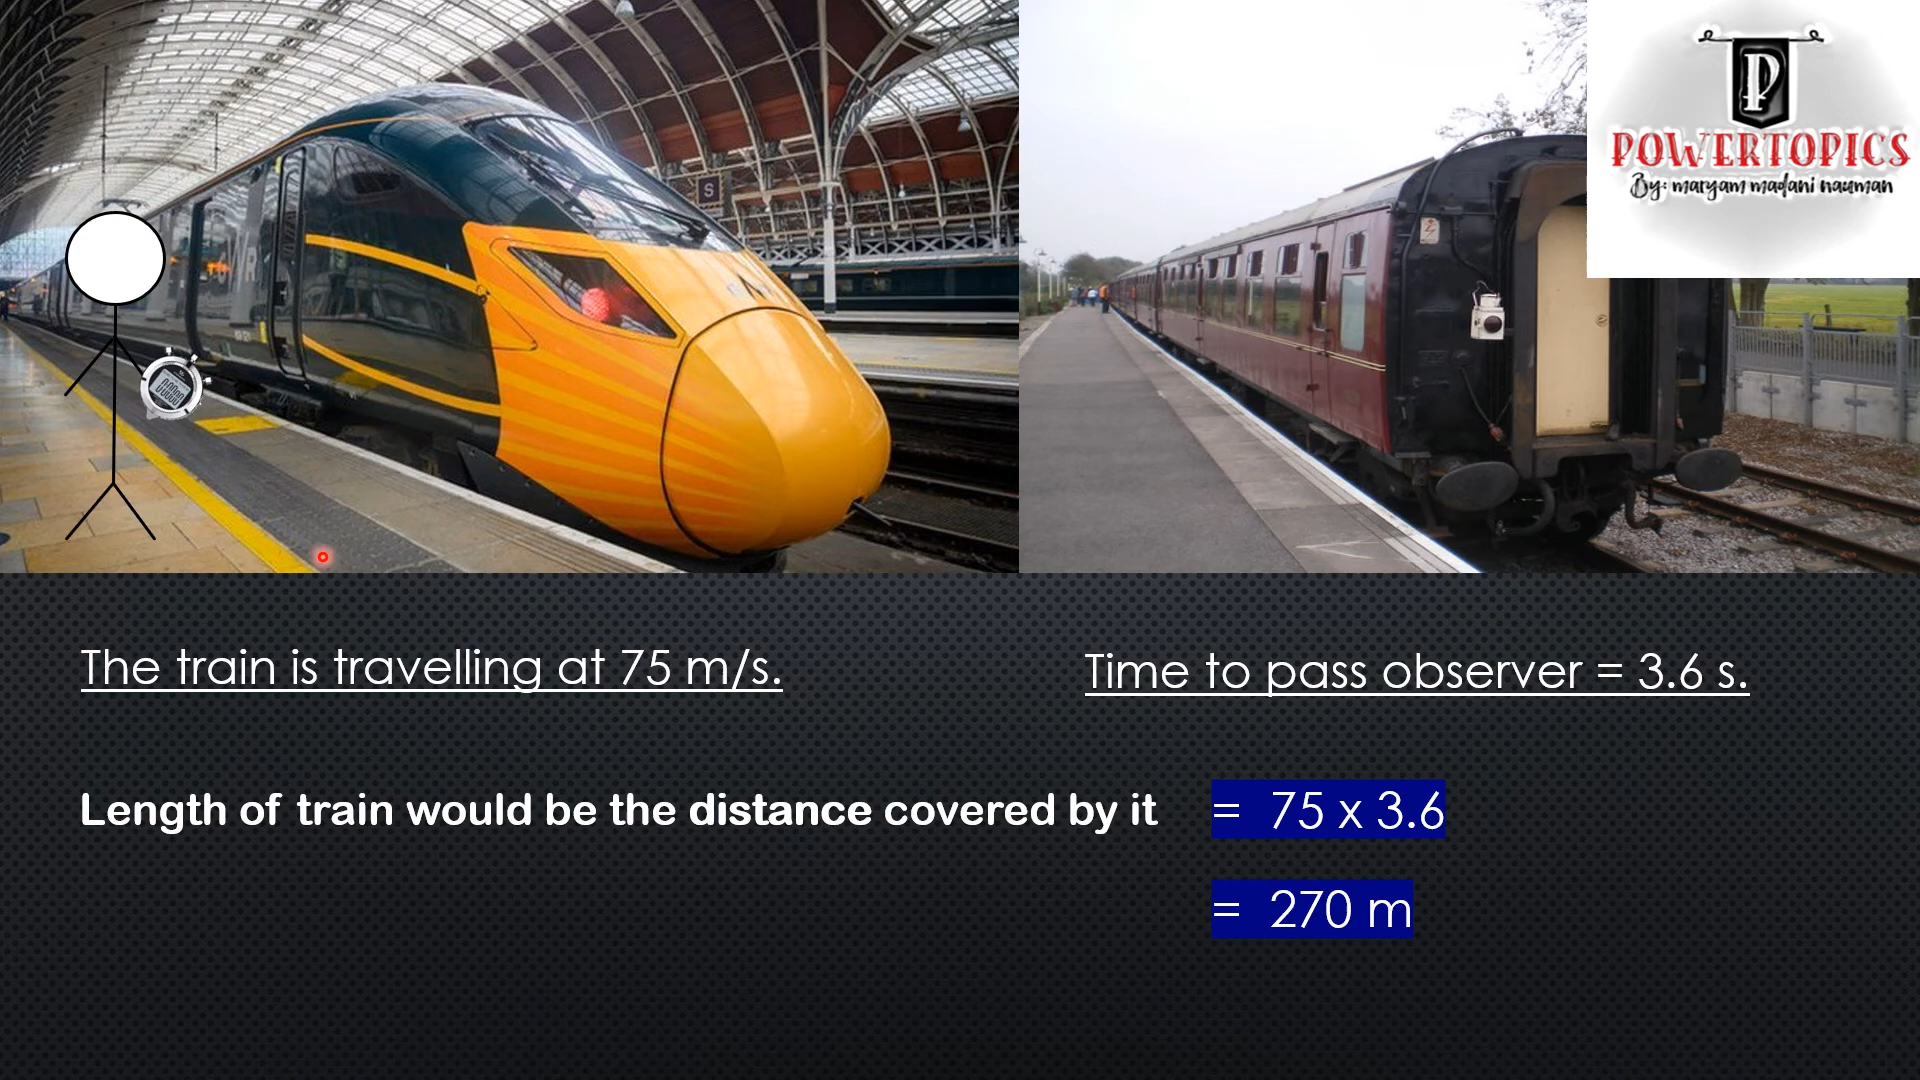 S
P
POWERTOPICS
By: maryam madani nauman
The train is travelling at 75 m/s.
Time to pass observer = 3.6 s.
Length of train would be the distance covered by it
= 75 x 3.6
= 270 m